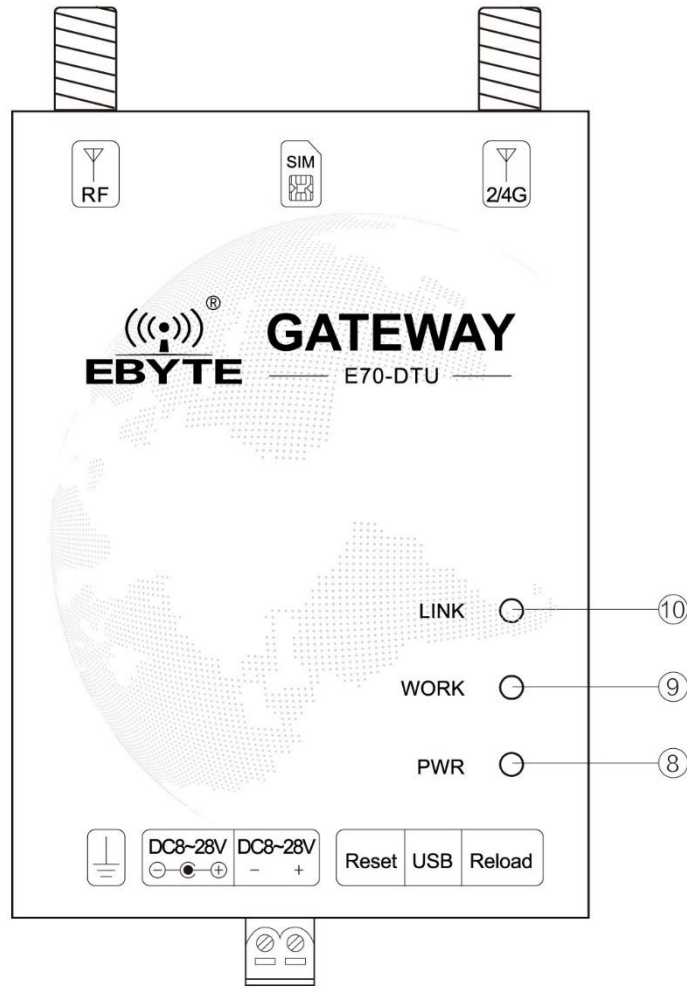 RF
SIM
2/4G
®
EBYTE
GATEWAY
E70-DTU
LINK ⑩
WORK ⑨
PWR ⑧
DC8~28V DC8~28V
- + - +
Reset USB Reload